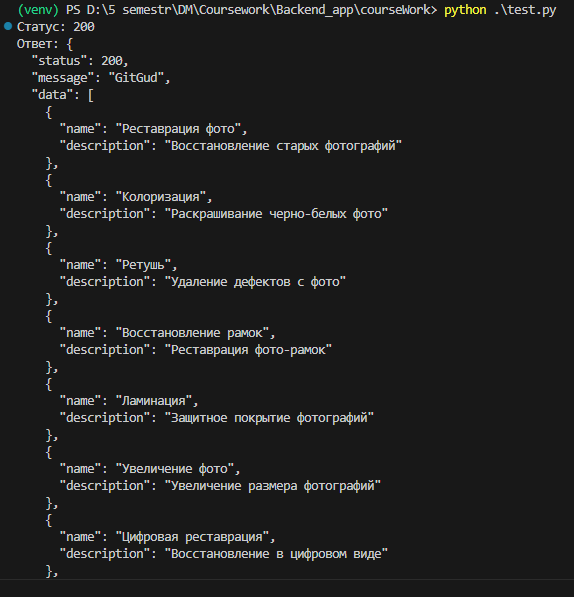 (venv) PS D:\5 semestr\DM\Coursework\Backend_app\courseWork> python .\test.py
Статус: 200
Ответ: {
  "status": 200,
  "message": "GitGud",
  "data": [
    {
      "name": "Реставрация фото",
      "description": "Восстановление старых фотографий"
    },
    {
      "name": "Колоризация",
      "description": "Раскрашивание черно-белых фото"
    },
    {
      "name": "Ретушь",
      "description": "Удаление дефектов с фото"
    },
    {
      "name": "Восстановление рамок",
      "description": "Реставрация фото-рамок"
    },
    {
      "name": "Ламинация",
      "description": "Защитное покрытие фотографий"
    },
    {
      "name": "Увеличение фото",
      "description": "Увеличение размера фотографий"
    },
    {
      "name": "Цифровая реставрация",
      "description": "Восстановление в цифровом виде"
    },